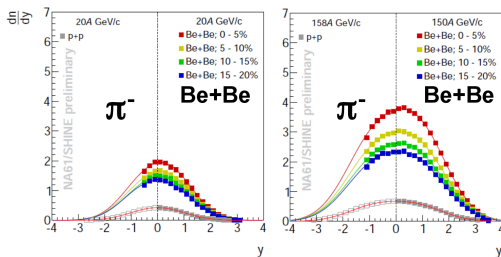 dn
dy
20A GeV/c 20A GeV/c
p+p
Be+Be; 0 - 5%
Be+Be; 5 - 10%
Be+Be; 10 - 15%
Be+Be; 15 - 20%
π⁻ Be+Be
NA61/SHINE preliminary
7
6
5
4
3
2
1
0
-4 -3 -2 -1 0 1 2 3 4
y
158A GeV/c 150A GeV/c
p+p
Be+Be; 0 - 5%
Be+Be; 5 - 10%
Be+Be; 10 - 15%
Be+Be; 15 - 20%
π⁻ Be+Be
NA61/SHINE preliminary
7
6
5
4
3
2
1
0
-4 -3 -2 -1 0 1 2 3
y